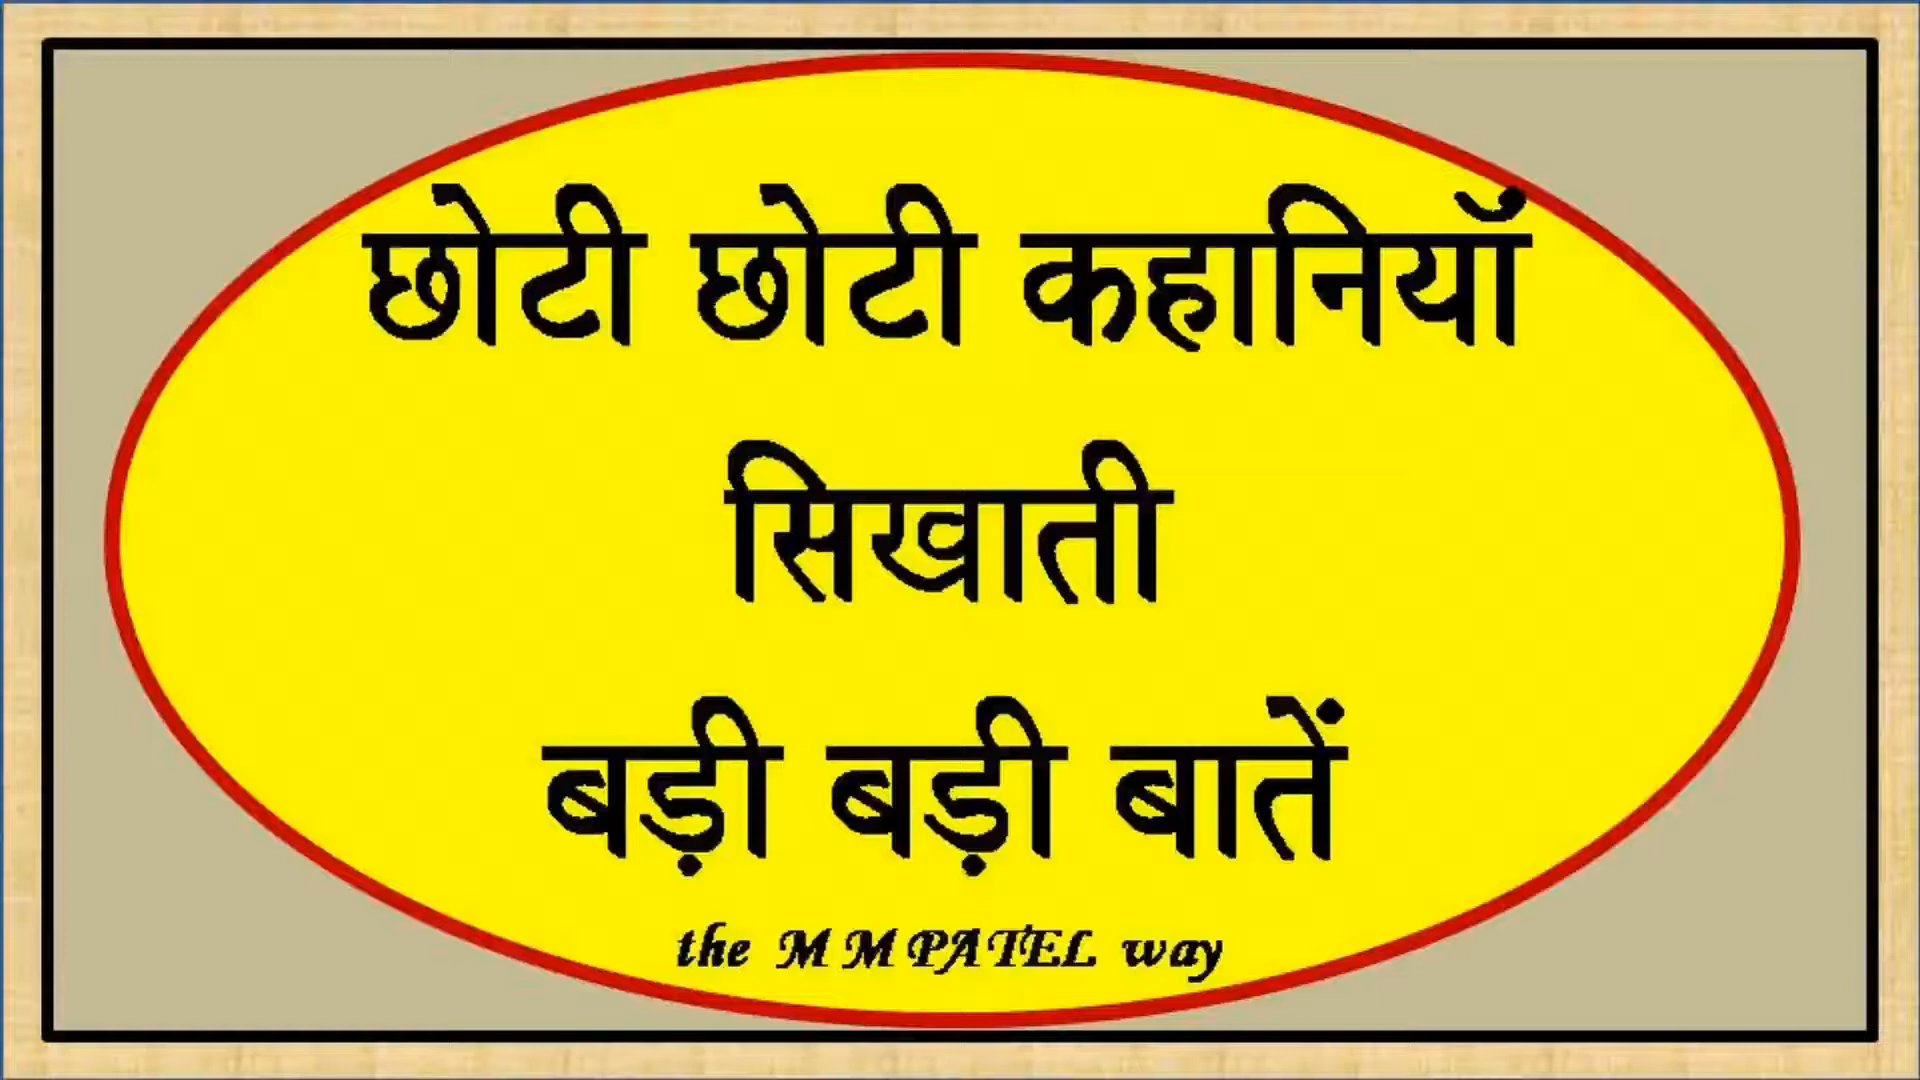 छोटी छोटी कहानियाँ
सिखाती
बड़ी बड़ी बातें
the M M PATEL way